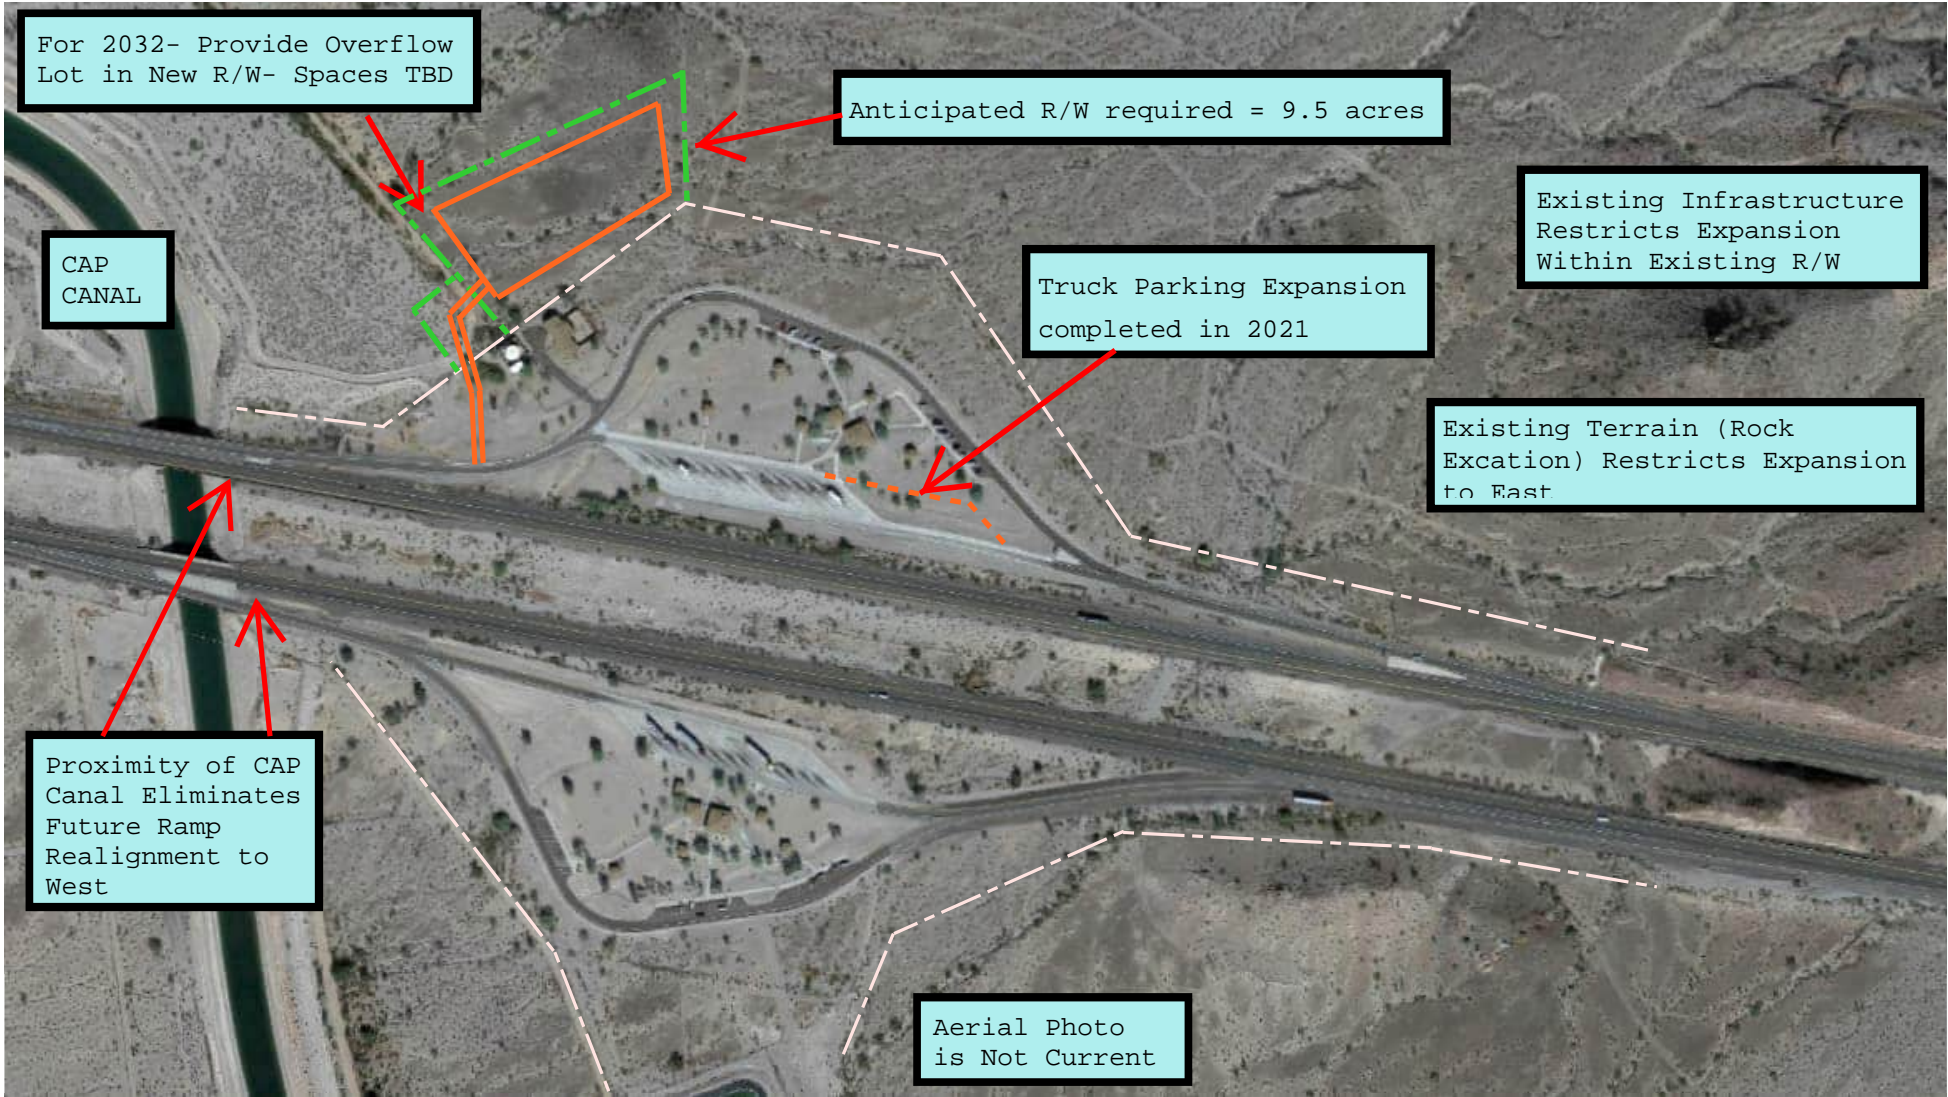 For 2032- Provide Overflow
Lot in New R/W- Spaces TBD
Anticipated R/W required = 9.5 acres
Existing Infrastructure
Restricts Expansion
Within Existing R/W
CAP
CANAL
Truck Parking Expansion
completed in 2021
Existing Terrain (Rock
Excation) Restricts Expansion
to East
Proximity of CAP
Canal Eliminates
Future Ramp
Realignment to
West
Aerial Photo
is Not Current